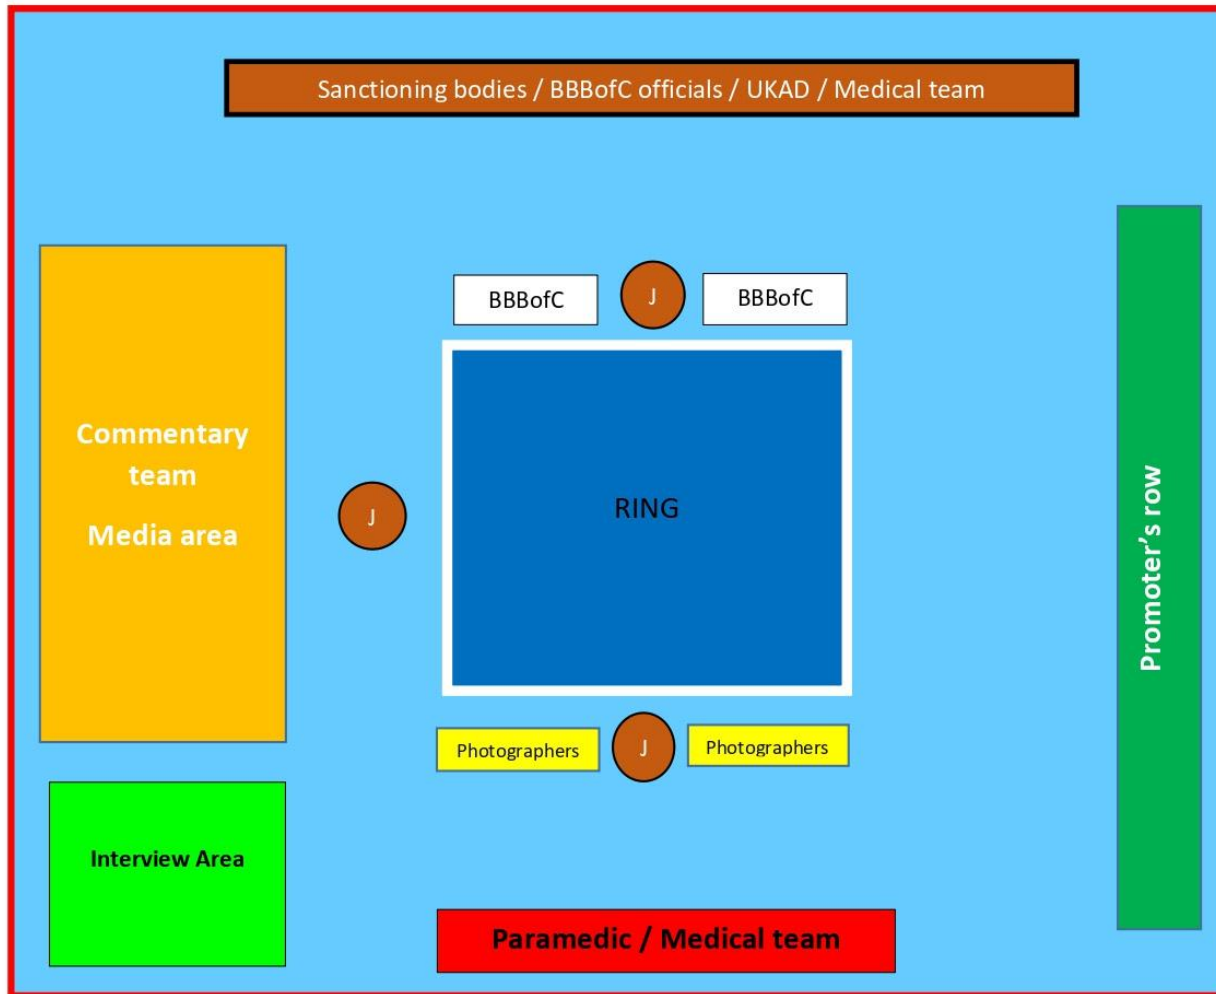 Sanctioning bodies / BBBofC officials / UKAD / Medical team
BBBofC
J
BBBofC
Commentary
team
Media area
J
RING
Promoter’s row
Photographers
J
Photographers
Interview Area
Paramedic / Medical team